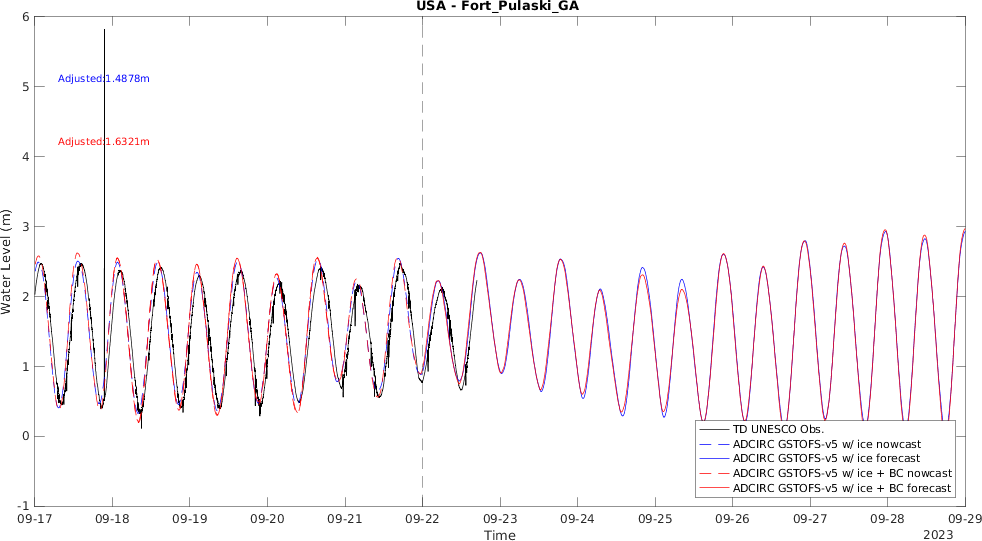 USA - Fort_Pulaski_GA
6
5
4
3
2
1
0
-1
Water Level (m)
Adjusted:1.4878m
Adjusted:1.6321m
TD UNESCO Obs.
ADCIRC GSTOFS-v5 w/ ice nowcast
ADCIRC GSTOFS-v5 w/ ice forecast
ADCIRC GSTOFS-v5 w/ ice + BC nowcast
ADCIRC GSTOFS-v5 w/ ice + BC forecast
09-17 09-18 09-19 09-20 09-21 09-22 09-23 09-24 09-25 09-26 09-27 09-28 09-29
Time
2023